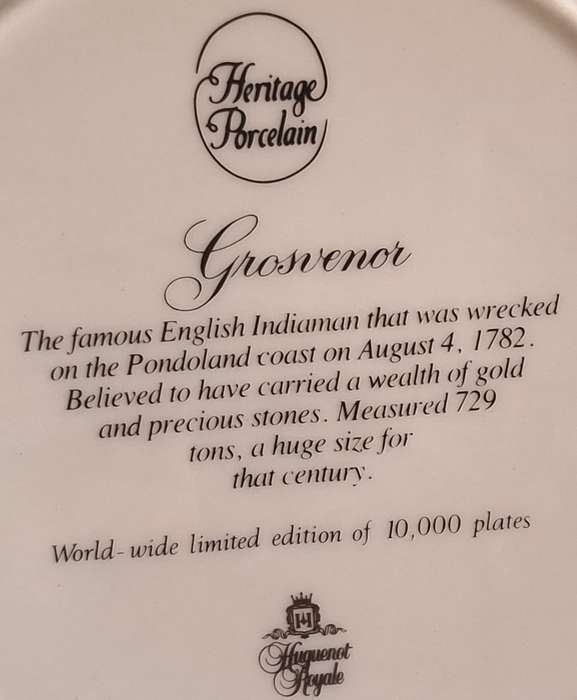 Heritage
Porcelain
Grosvenor
The famous English Indiaman that was wrecked
on the Pondoland coast on August 4, 1782.
Believed to have carried a wealth of gold
and precious stones. Measured 729
tons, a huge size for
that century.
World-wide limited edition of 10,000 plates
H
Huguenot
Royale